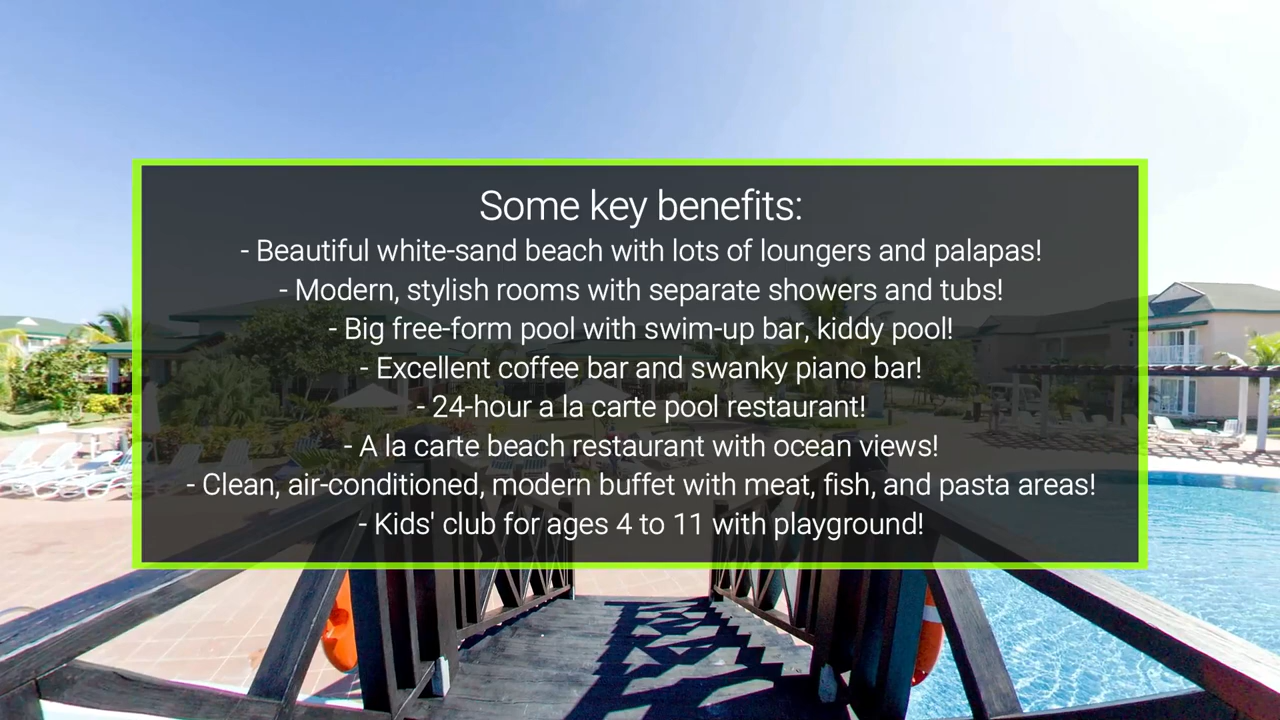 Some key benefits:
- Beautiful white-sand beach with lots of loungers and palapas!
- Modern, stylish rooms with separate showers and tubs!
- Big free-form pool with swim-up bar, kiddy pool!
- Excellent coffee bar and swanky piano bar!
- 24-hour a la carte pool restaurant!
- A la carte beach restaurant with ocean views!
- Clean, air-conditioned, modern buffet with meat, fish, and pasta areas!
- Kids' club for ages 4 to 11 with playground!